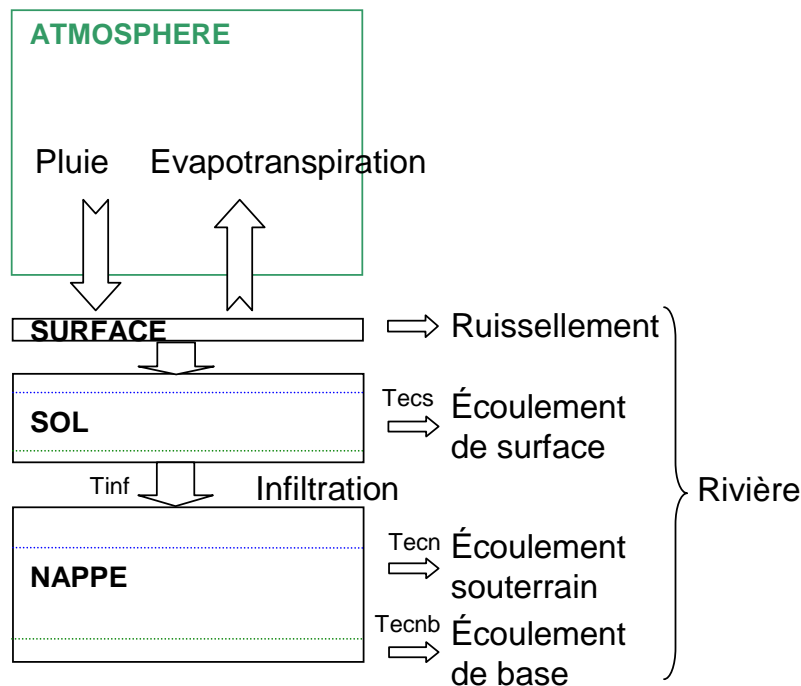 ATMOSPHERE
Pluie Evapotranspiration
SURFACE
Ruissellement
SOL
Tecs
Écoulement
de surface
Tinf
Infiltration
Rivière
NAPPE
Tecn
Écoulement
souterrain
Tecnb
Écoulement
de base